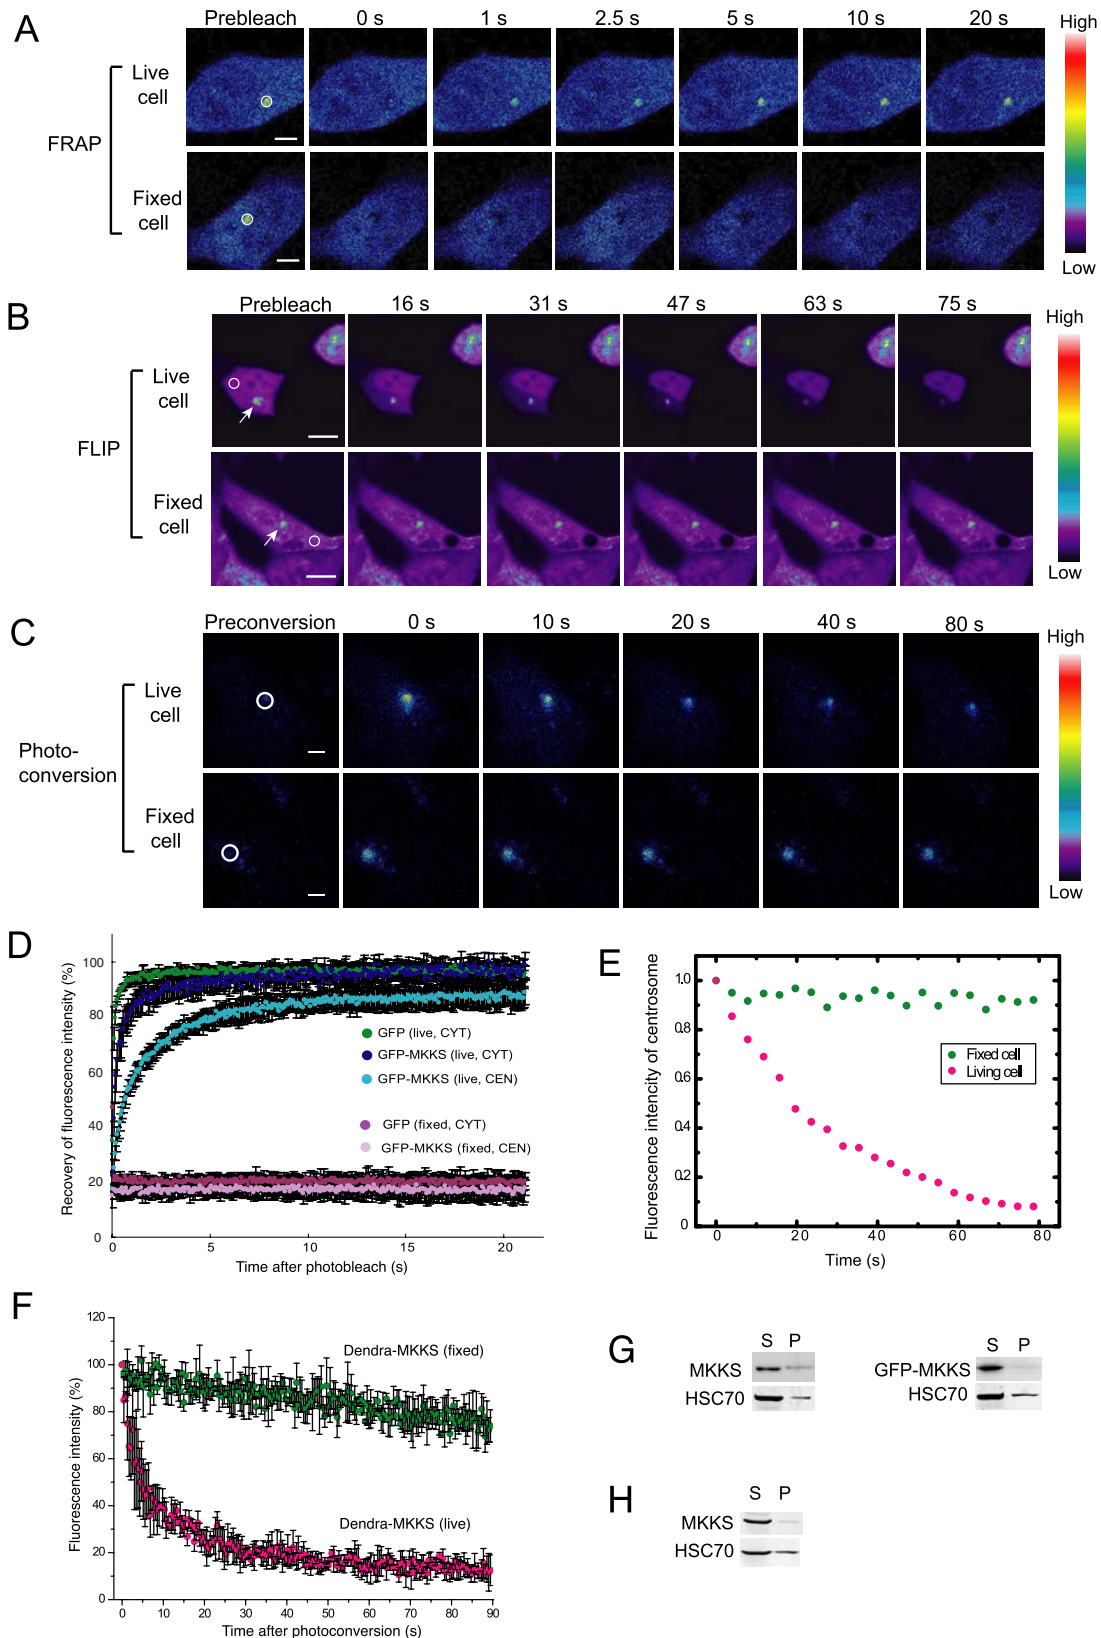 A
Prebleach 0 s 1 s 2.5 s 5 s 10 s 20 s
High
Live cell
FRAP
Fixed cell
Low
B
Prebleach 16 s 31 s 47 s 63 s 75 s
High
Live cell
FLIP
Fixed cell
Low
C
Preconversion 0 s 10 s 20 s 40 s 80 s
High
Live cell
Photo-conversion
Fixed cell
Low
D
Recovery of fluorescence intensity (%)
100
80
60
40
20
0
GFP (live, CYT)
GFP-MKKS (live, CYT)
GFP-MKKS (live, CEN)
GFP (fixed, CYT)
GFP-MKKS (fixed, CEN)
0 5 10 15 20
Time after photobleach (s)
E
Fluorescence intencity of centrosome
1.0
0.8
0.6
0.4
0.2
0
Fixed cell
Living cell
0 20 40 60 80
Time (s)
F
Fluorescence intensity (%)
120
100
80
60
40
20
0
Dendra-MKKS (fixed)
Dendra-MKKS (live)
0 10 20 30 40 50 60 70 80 90
Time after photoconversion (s)
G
S P
MKKS
HSC70
S P
GFP-MKKS
HSC70
H
S P
MKKS
HSC70